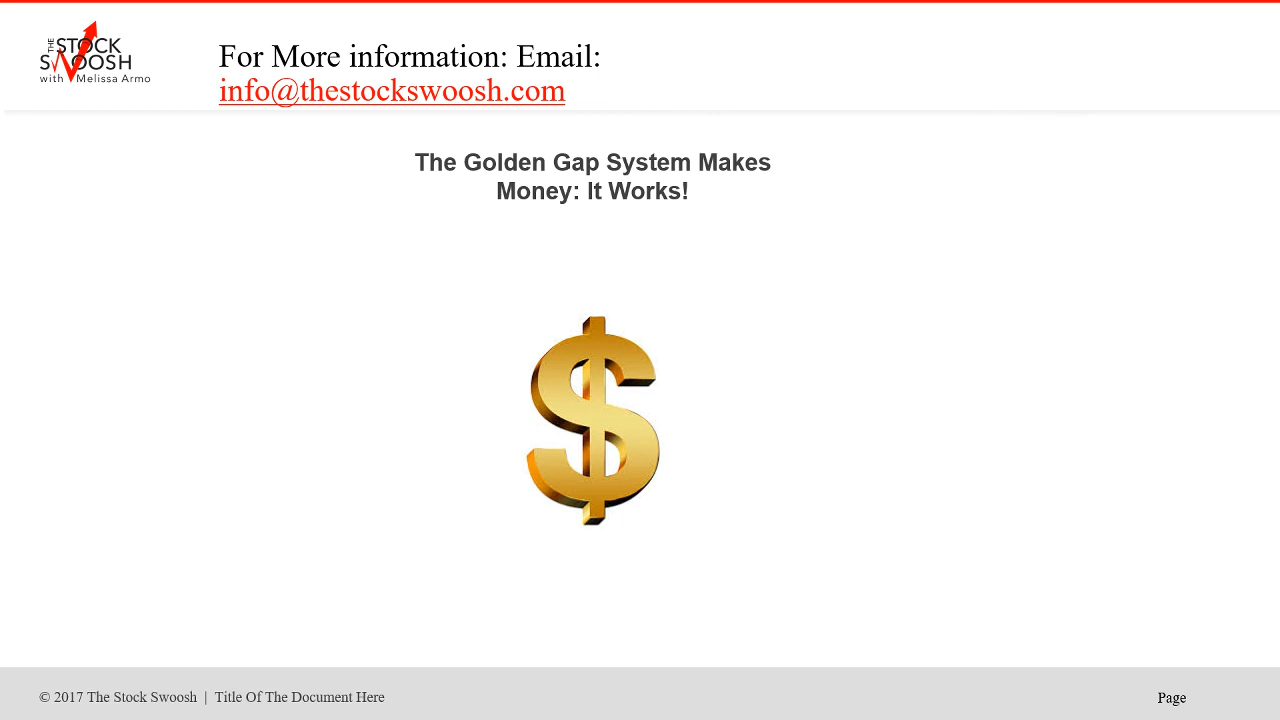 THE STOCK
SWOOSH
with Melissa Armo
For More information: Email:
info@thestockswoosh.com
The Golden Gap System Makes
Money: It Works!
$
© 2017 The Stock Swoosh | Title Of The Document Here
Page